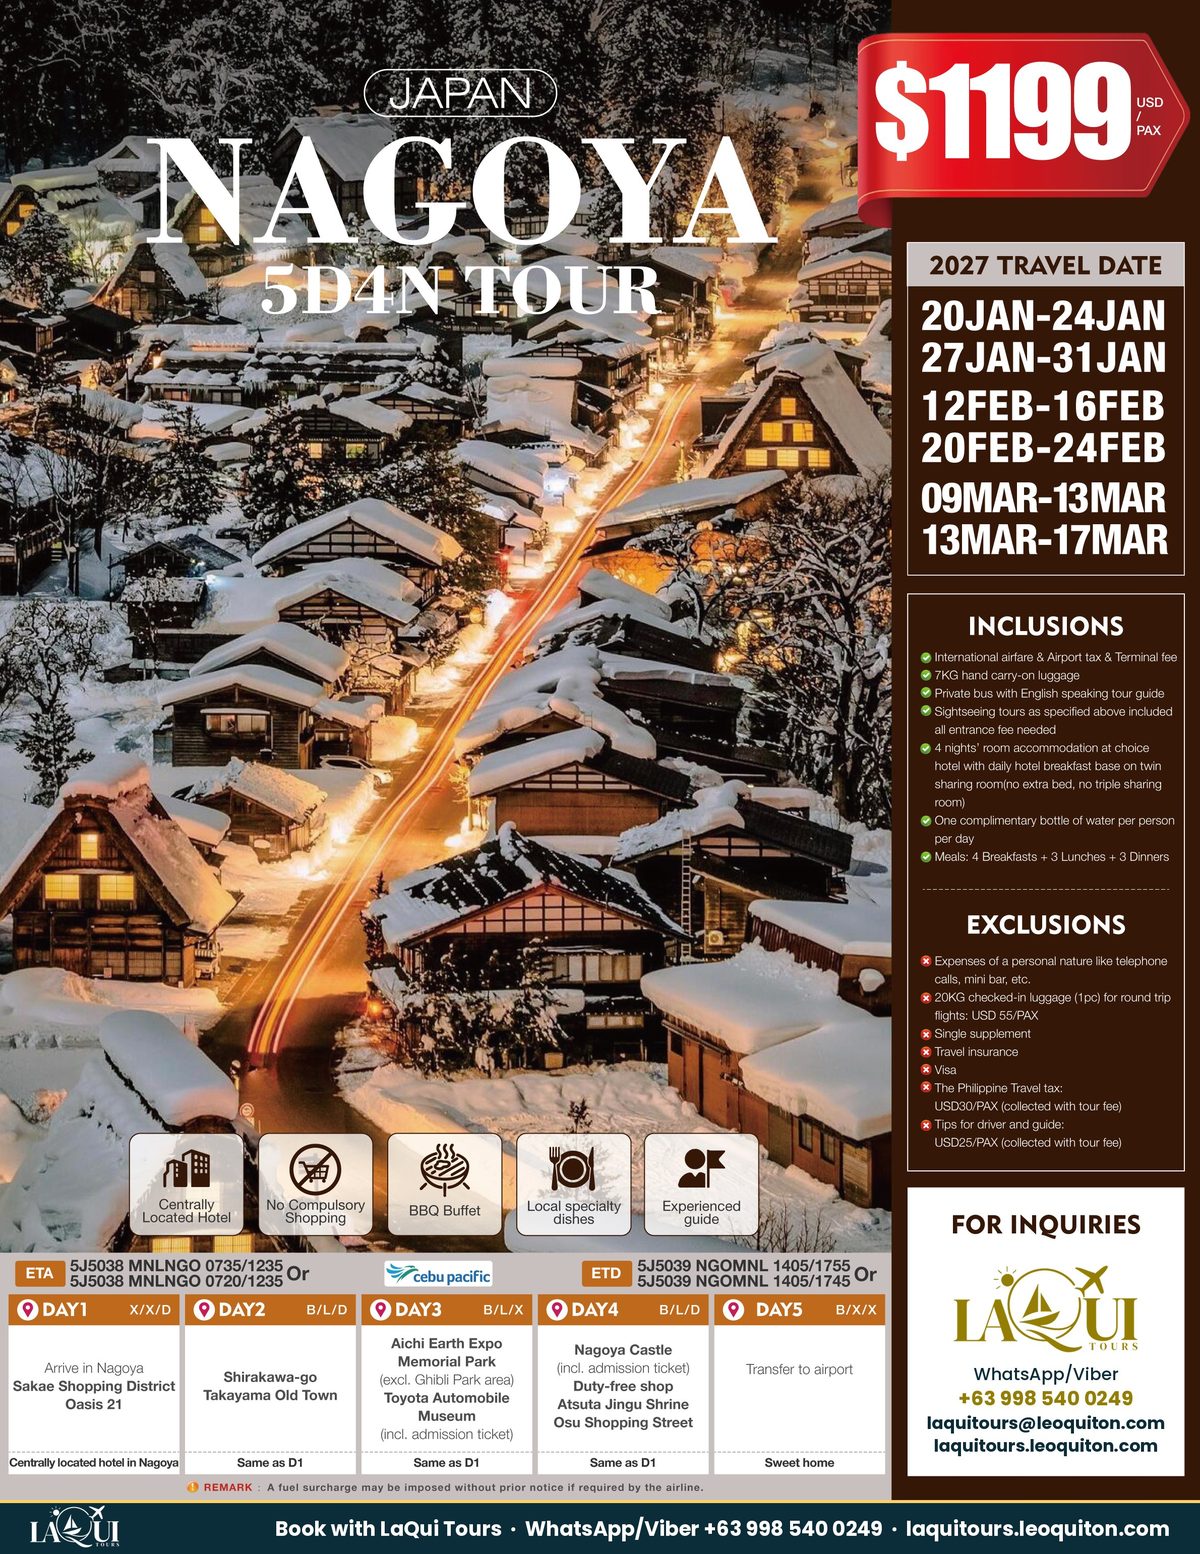 JAPAN
NAGOYA
5D4N TOUR
$1199
USD
/
PAX
2027 TRAVEL DATE
20JAN-24JAN
27JAN-31JAN
12FEB-16FEB
20FEB-24FEB
09MAR-13MAR
13MAR-17MAR
INCLUSIONS
International airfare & Airport tax & Terminal fee
7KG hand carry-on luggage
Private bus with English speaking tour guide
Sightseeing tours as specified above included
all entrance fee needed
4 nights' room accommodation at choice
hotel with daily hotel breakfast base on twin
sharing room(no extra bed, no triple sharing
room)
One complimentary bottle of water per person
per day
Meals: 4 Breakfasts + 3 Lunches + 3 Dinners
EXCLUSIONS
Expenses of a personal nature like telephone
calls, mini bar, etc.
20KG checked-in luggage (1pc) for round trip
flights: USD 55/PAX
Single supplement
Travel insurance
Visa
The Philippine Travel tax:
USD30/PAX (collected with tour fee)
Tips for driver and guide:
USD25/PAX (collected with tour fee)
Centrally
Located Hotel
No Compulsory
Shopping
BBQ Buffet
Local specialty
dishes
Experienced
guide
ETA
5J5038 MNLNGO 0735/1235
5J5038 MNLNGO 0720/1235
Or
cebu pacific
ETD
5J5039 NGOMNL 1405/1755
5J5039 NGOMNL 1405/1745
Or
DAY1 X/X/D
Arrive in Nagoya
Sakae Shopping District
Oasis 21
Centrally located hotel in Nagoya
DAY2 B/L/D
Shirakawa-go
Takayama Old Town
Same as D1
DAY3 B/L/X
Aichi Earth Expo
Memorial Park
(excl. Ghibli Park area)
Toyota Automobile
Museum
(incl. admission ticket)
Same as D1
DAY4 B/L/D
Nagoya Castle
(incl. admission ticket)
Duty-free shop
Atsuta Jingu Shrine
Osu Shopping Street
Same as D1
DAY5 B/X/X
Transfer to airport
Sweet home
REMARK : A fuel surcharge may be imposed without prior notice if required by the airline.
FOR INQUIRIES
LAQUI
TOURS
WhatsApp/Viber
+63 998 540 0249
laquitours@leoquiton.com
laquitours.leoquiton.com
LAQUI
TOURS
Book with LaQui Tours · WhatsApp/Viber +63 998 540 0249 · laquitours.leoquiton.com